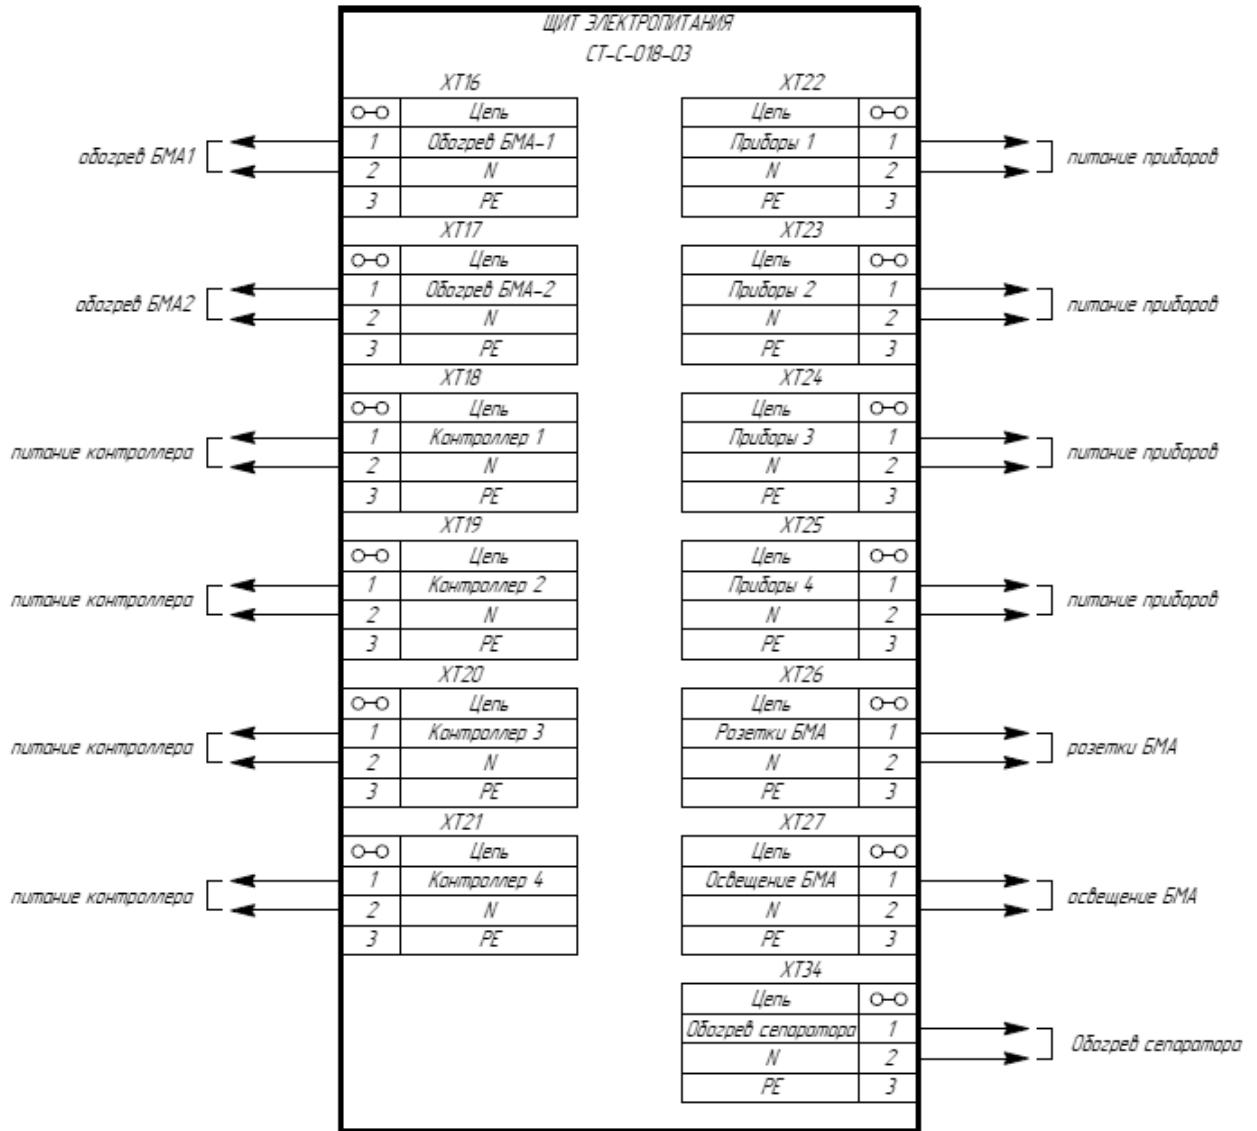 ЩИТ ЭЛЕКТРОПИТАНИЯ
СТ-С-018-03
XT16
Цепь
обогрев БМА1
1 Обогрев БМА-1
2 N
3 PE
XT17
Цепь
обогрев БМА2
1 Обогрев БМА-2
2 N
3 PE
XT18
Цепь
питание контроллера
1 Контроллер 1
2 N
3 PE
XT19
Цепь
питание контроллера
1 Контроллер 2
2 N
3 PE
XT20
Цепь
питание контроллера
1 Контроллер 3
2 N
3 PE
XT21
Цепь
питание контроллера
1 Контроллер 4
2 N
3 PE
XT22
Цепь
Приборы 1 1
питание приборов
N 2
PE 3
XT23
Цепь
Приборы 2 1
питание приборов
N 2
PE 3
XT24
Цепь
Приборы 3 1
питание приборов
N 2
PE 3
XT25
Цепь
Приборы 4 1
питание приборов
N 2
PE 3
XT26
Цепь
Розетки БМА 1
розетки БМА
N 2
PE 3
XT27
Цепь
Освещение БМА 1
освещение БМА
N 2
PE 3
XT34
Цепь
Обогрев сепаратора 1
Обогрев сепаратора
N 2
PE 3